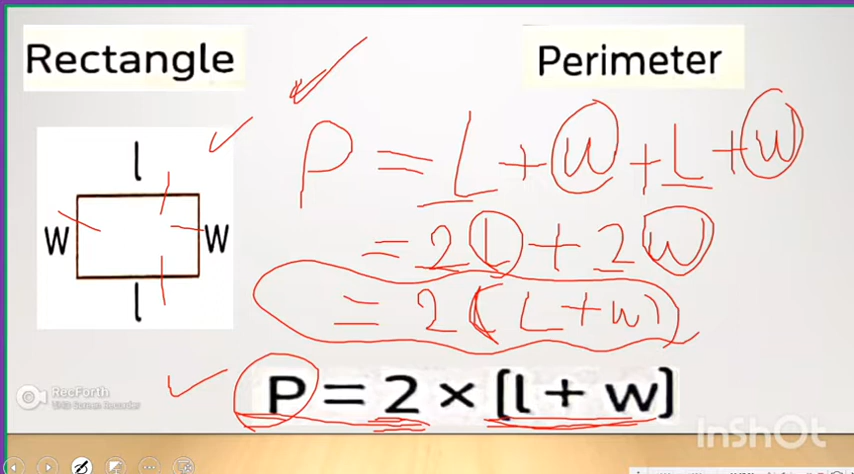 Rectangle
Perimeter
l
W
W
l
P = L + w + L + w
= 2L + 2w
= 2(L+w)
P = 2 × [l + w]
RecForth
InShOt